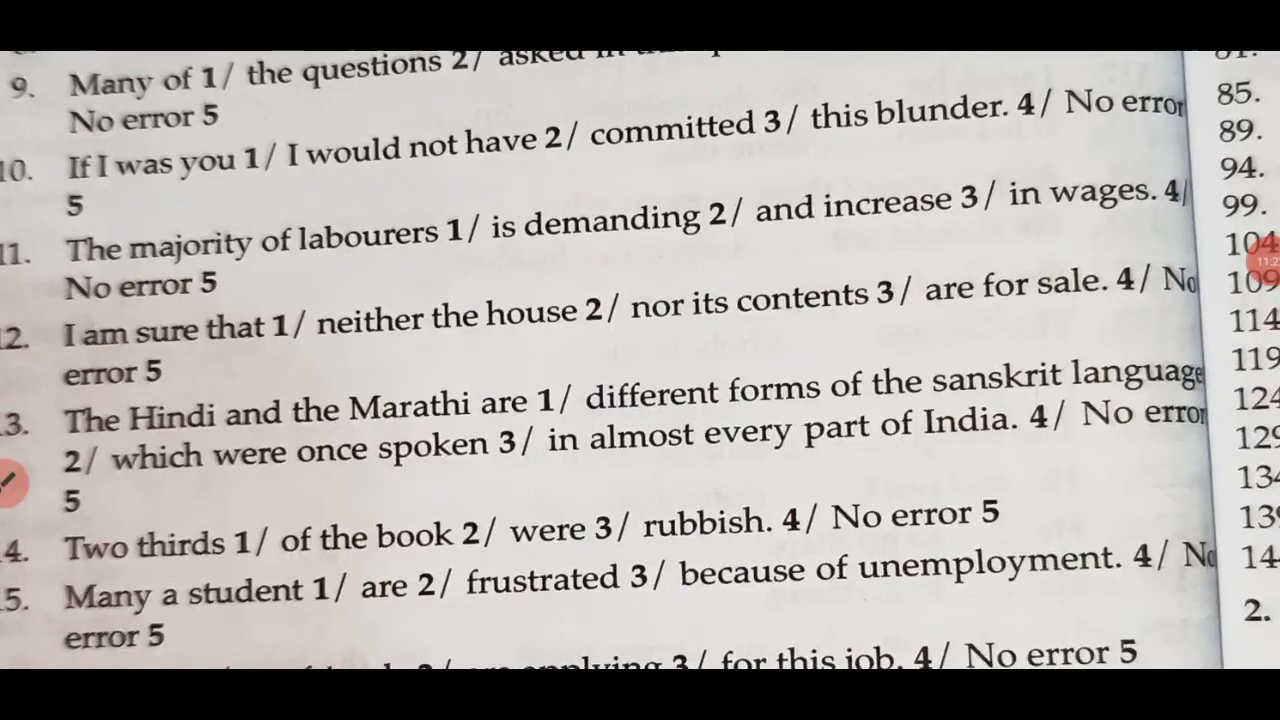 9. Many of 1/ the questions 2/ asked in
No error 5
10. If I was you 1/ I would not have 2/ committed 3/ this blunder. 4/ No error
5
11. The majority of labourers 1/ is demanding 2/ and increase 3/ in wages. 4/
No error 5
2. I am sure that 1/ neither the house 2/ nor its contents 3/ are for sale. 4/ No
error 5
3. The Hindi and the Marathi are 1/ different forms of the sanskrit language
2/ which were once spoken 3/ in almost every part of India. 4/ No error
5
4. Two thirds 1/ of the book 2/ were 3/ rubbish. 4/ No error 5
5. Many a student 1/ are 2/ frustrated 3/ because of unemployment. 4/ No
error 5
applying 3/ for this job. 4/ No error 5
85.
89.
94.
99.
104
109
114
119
124
129
134
139
14
2.